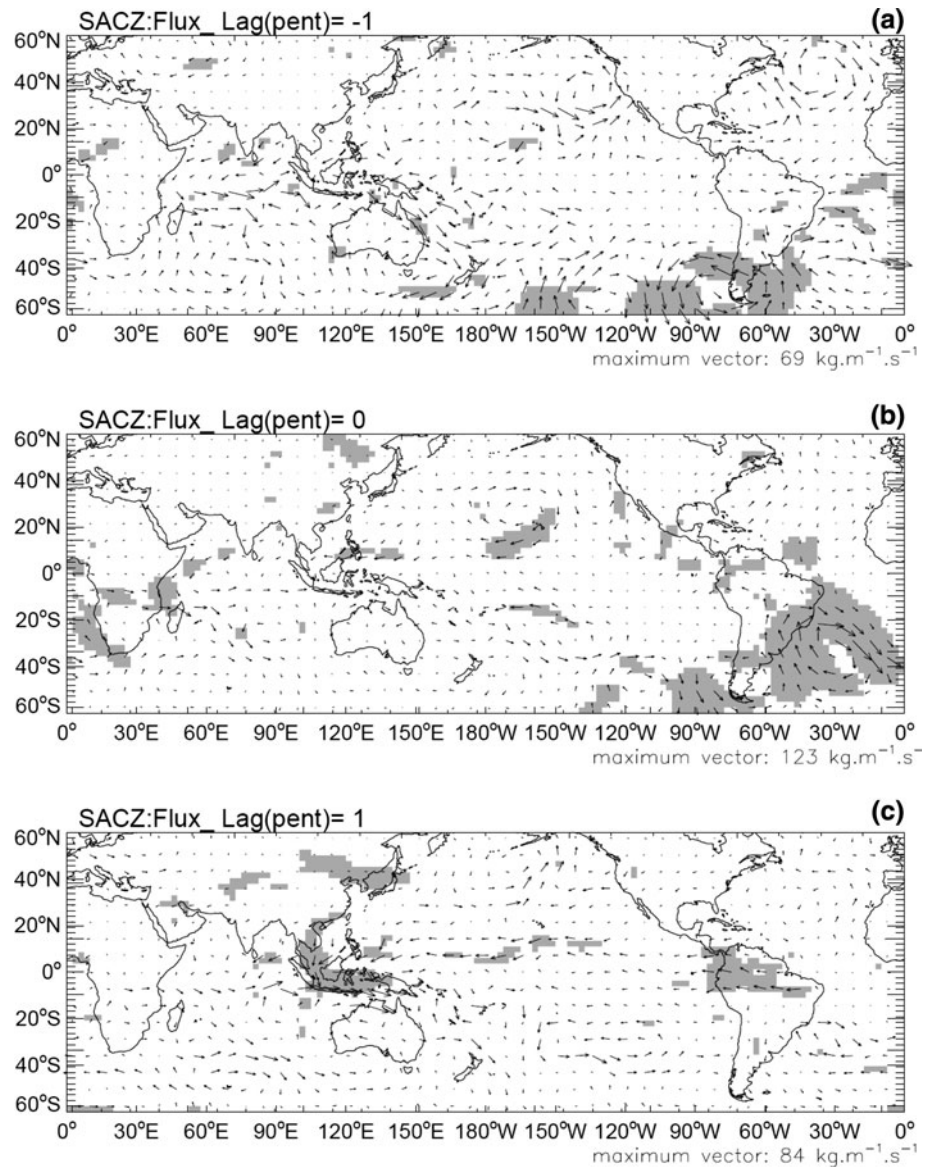 SACZ:Flux_ Lag(pent)= -1 (a)
60°N
40°N
20°N
0°
20°S
40°S
60°S
0° 30°E 60°E 90°E 120°E 150°E 180° 150°W 120°W 90°W 60°W 30°W 0°
maximum vector: 69 kg.m⁻¹.s⁻¹
SACZ:Flux_ Lag(pent)= 0 (b)
60°N
40°N
20°N
0°
20°S
40°S
60°S
0° 30°E 60°E 90°E 120°E 150°E 180° 150°W 120°W 90°W 60°W 30°W 0°
maximum vector: 123 kg.m⁻¹.s⁻
SACZ:Flux_ Lag(pent)= 1 (c)
60°N
40°N
20°N
0°
20°S
40°S
60°S
0° 30°E 60°E 90°E 120°E 150°E 180° 150°W 120°W 90°W 60°W 30°W 0°
maximum vector: 84 kg.m⁻¹.s⁻¹